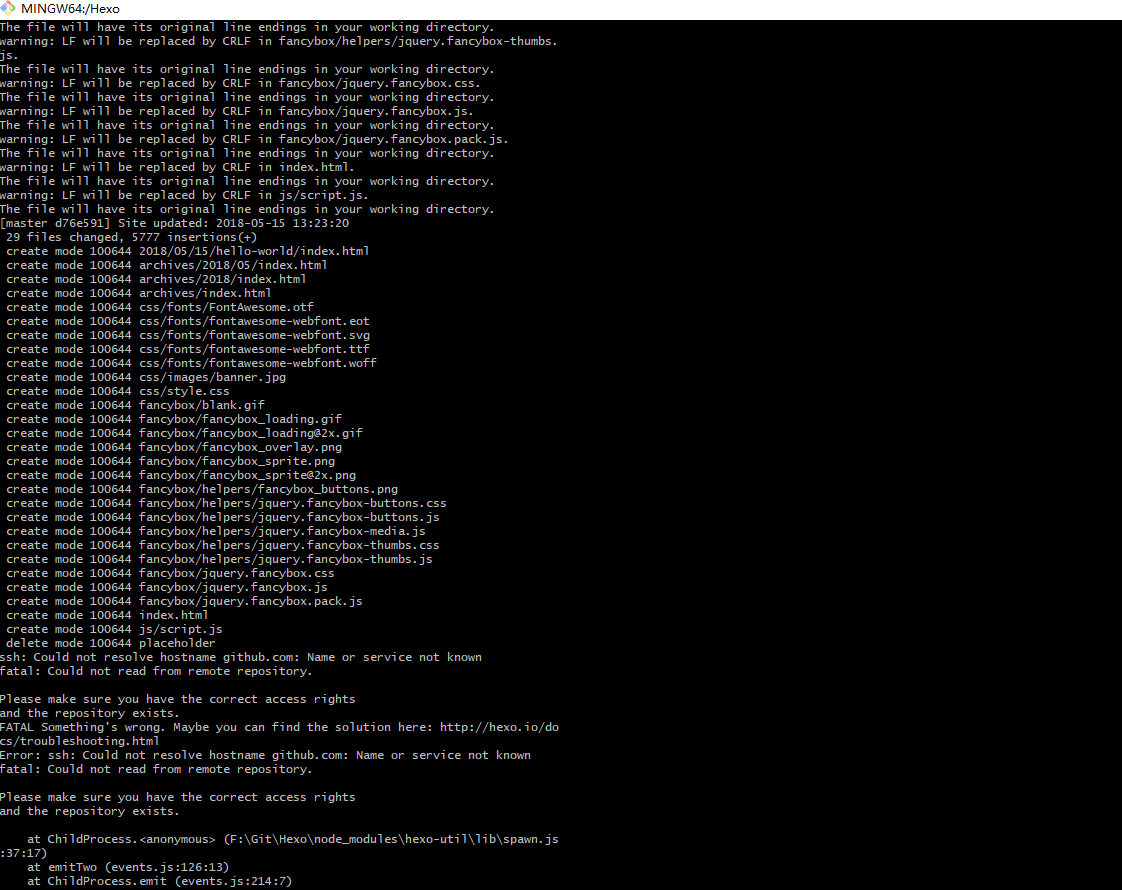 MINGW64:/Hexo
The file will have its original line endings in your working directory.
warning: LF will be replaced by CRLF in fancybox/helpers/jquery.fancybox-thumbs.
js.
The file will have its original line endings in your working directory.
warning: LF will be replaced by CRLF in fancybox/jquery.fancybox.css.
The file will have its original line endings in your working directory.
warning: LF will be replaced by CRLF in fancybox/jquery.fancybox.js.
The file will have its original line endings in your working directory.
warning: LF will be replaced by CRLF in fancybox/jquery.fancybox.pack.js.
The file will have its original line endings in your working directory.
warning: LF will be replaced by CRLF in index.html.
The file will have its original line endings in your working directory.
warning: LF will be replaced by CRLF in js/script.js.
The file will have its original line endings in your working directory.
[master d76e591] Site updated: 2018-05-15 13:23:20
 29 files changed, 5777 insertions(+)
 create mode 100644 2018/05/15/hello-world/index.html
 create mode 100644 archives/2018/05/index.html
 create mode 100644 archives/2018/index.html
 create mode 100644 archives/index.html
 create mode 100644 css/fonts/FontAwesome.otf
 create mode 100644 css/fonts/fontawesome-webfont.eot
 create mode 100644 css/fonts/fontawesome-webfont.svg
 create mode 100644 css/fonts/fontawesome-webfont.ttf
 create mode 100644 css/fonts/fontawesome-webfont.woff
 create mode 100644 css/images/banner.jpg
 create mode 100644 css/style.css
 create mode 100644 fancybox/blank.gif
 create mode 100644 fancybox/fancybox_loading.gif
 create mode 100644 fancybox/fancybox_loading@2x.gif
 create mode 100644 fancybox/fancybox_overlay.png
 create mode 100644 fancybox/fancybox_sprite.png
 create mode 100644 fancybox/fancybox_sprite@2x.png
 create mode 100644 fancybox/helpers/fancybox_buttons.png
 create mode 100644 fancybox/helpers/jquery.fancybox-buttons.css
 create mode 100644 fancybox/helpers/jquery.fancybox-buttons.js
 create mode 100644 fancybox/helpers/jquery.fancybox-media.js
 create mode 100644 fancybox/helpers/jquery.fancybox-thumbs.css
 create mode 100644 fancybox/helpers/jquery.fancybox-thumbs.js
 create mode 100644 fancybox/jquery.fancybox.css
 create mode 100644 fancybox/jquery.fancybox.js
 create mode 100644 fancybox/jquery.fancybox.pack.js
 create mode 100644 index.html
 create mode 100644 js/script.js
 delete mode 100644 placeholder
ssh: Could not resolve hostname github.com: Name or service not known
fatal: Could not read from remote repository.

Please make sure you have the correct access rights
and the repository exists.
FATAL Something's wrong. Maybe you can find the solution here: http://hexo.io/do
cs/troubleshooting.html
Error: ssh: Could not resolve hostname github.com: Name or service not known
fatal: Could not read from remote repository.

Please make sure you have the correct access rights
and the repository exists.

    at ChildProcess.<anonymous> (F:\Git\Hexo\node_modules\hexo-util\lib\spawn.js
:37:17)
    at emitTwo (events.js:126:13)
    at ChildProcess.emit (events.js:214:7)